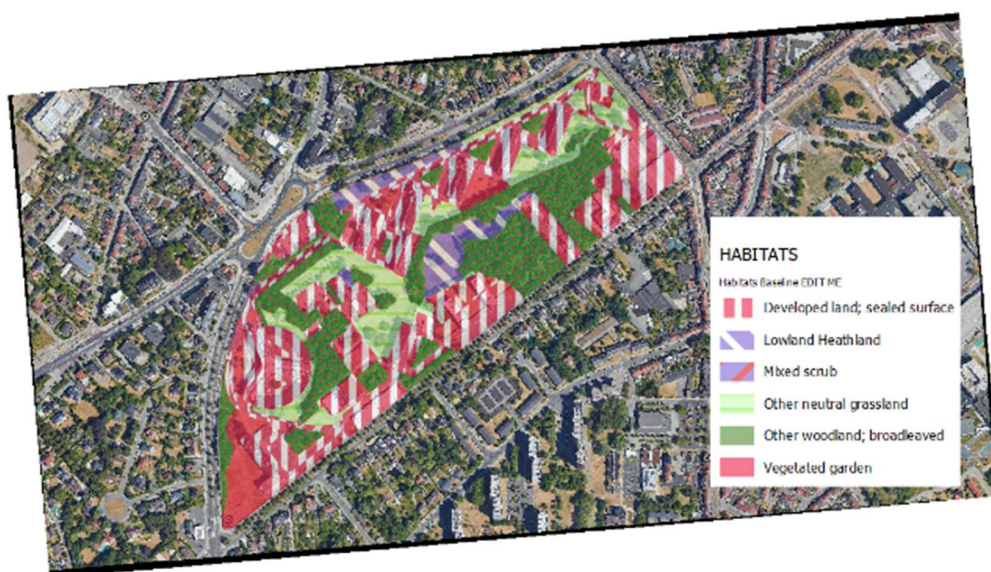 HABITATS
Habitats Baseline EDIT ME
Developed land; sealed surface
Lowland Heathland
Mixed scrub
Other neutral grassland
Other woodland; broadleaved
Vegetated garden